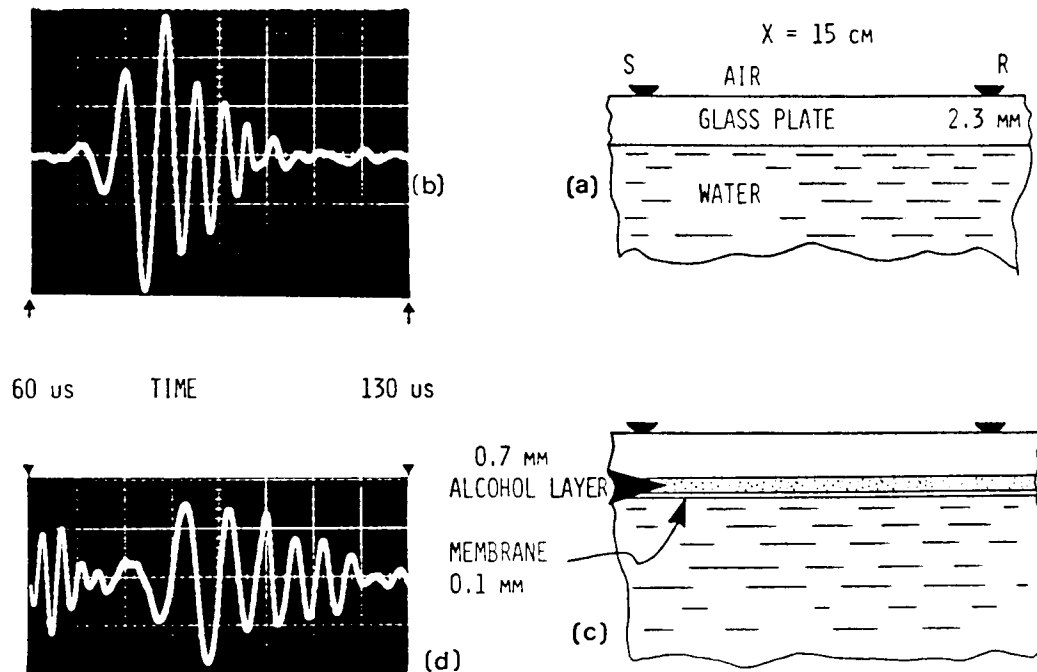 X = 15 CM
S
AIR
R
GLASS PLATE
2.3 MM
(b)
(a)
WATER
60 us
TIME
130 us
0.7 MM
ALCOHOL LAYER
MEMBRANE
0.1 MM
(d)
(c)